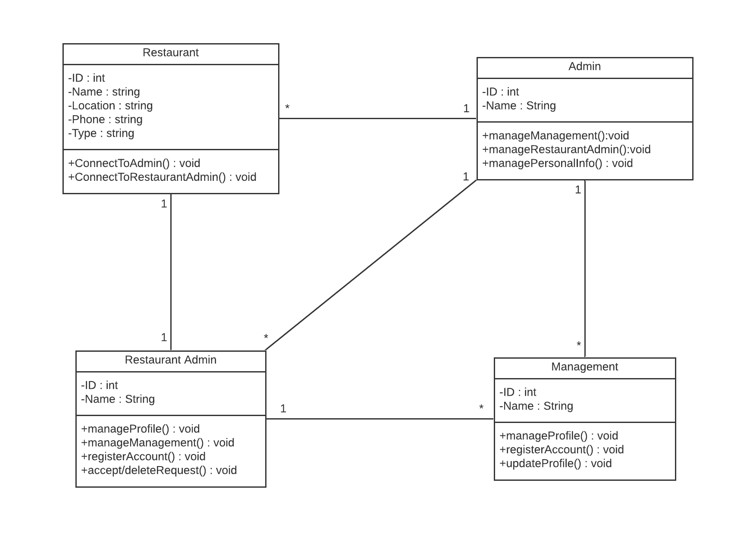 Restaurant
-ID : int
-Name : string
-Location : string
-Phone : string
-Type : string
+ConnectToAdmin() : void
+ConnectToRestaurantAdmin() : void
Admin
-ID : int
-Name : String
+manageManagement():void
+manageRestaurantAdmin():void
+managePersonalInfo() : void
*
1
1
1
1
1
*
*
Restaurant Admin
-ID : int
-Name : String
+manageProfile() : void
+manageManagement() : void
+registerAccount() : void
+accept/deleteRequest() : void
1
*
Management
-ID : int
-Name : String
+manageProfile() : void
+registerAccount() : void
+updateProfile() : void